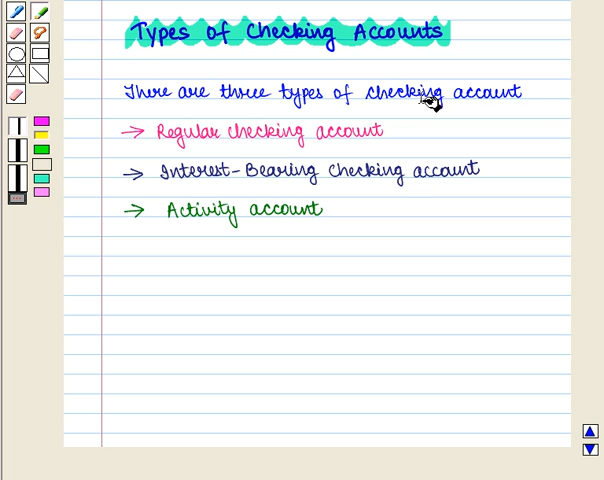 Types of Checking Accounts
There are three types of checking account
→ Regular checking account
→ Interest-Bearing checking account
→ Activity account